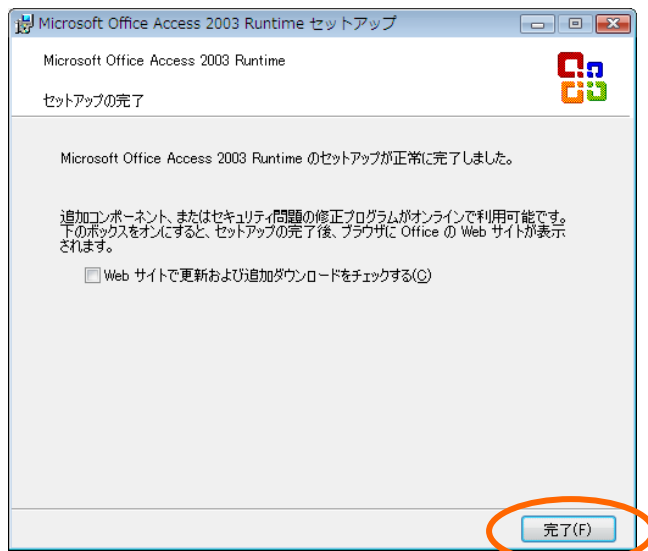 Microsoft Office Access 2003 Runtime セットアップ
Microsoft Office Access 2003 Runtime
セットアップの完了
Microsoft Office Access 2003 Runtime のセットアップが正常に完了しました。
追加コンポーネント、またはセキュリティ問題の修正プログラムがオンラインで利用可能です。
下のボックスをオンにすると、セットアップの完了後、ブラウザに Office の Web サイトが表示
されます。
Web サイトで更新および追加ダウンロードをチェックする(C)
完了(F)